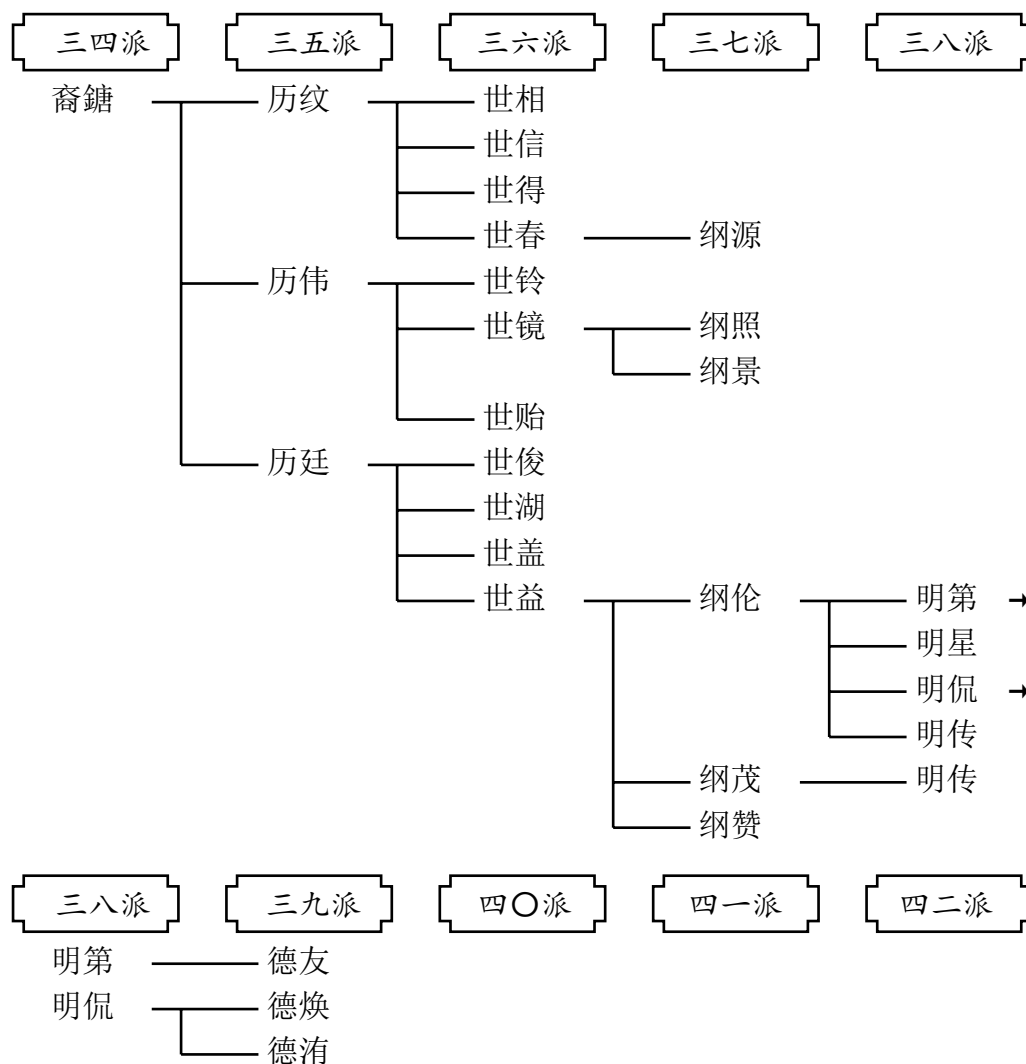 三四派 三五派 三六派 三七派 三八派
裔鎕 历纹 世相
世信
世得
世春 纲源
历伟 世铃
世镜 纲照
纲景
世贻
历廷 世俊
世湖
世盖
世益 纲伦 明第
明星
明侃
明传
纲茂 明传
纲赞
三八派 三九派 四〇派 四一派 四二派
明第 德友
明侃 德焕
德洧